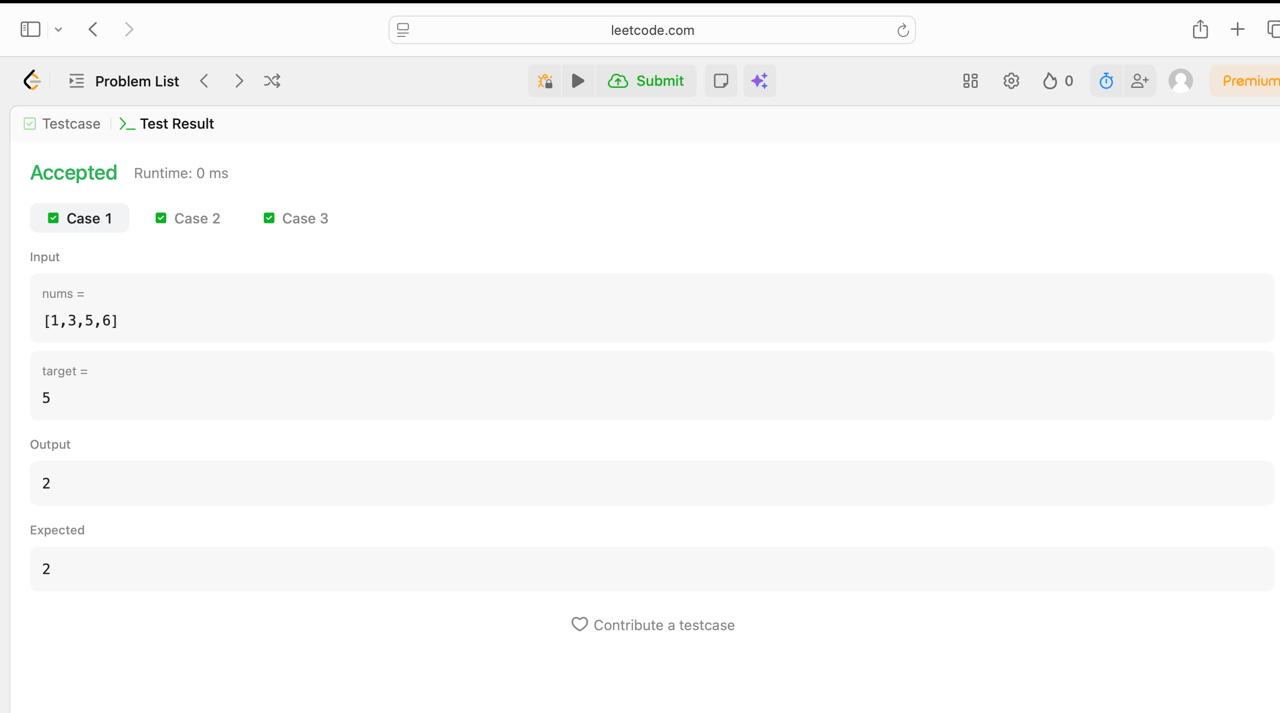 leetcode.com
Problem List
Submit
0
Premium
Testcase
>_ Test Result
Accepted Runtime: 0 ms
Case 1 Case 2 Case 3
Input
nums =
[1,3,5,6]
target =
5
Output
2
Expected
2
Contribute a testcase